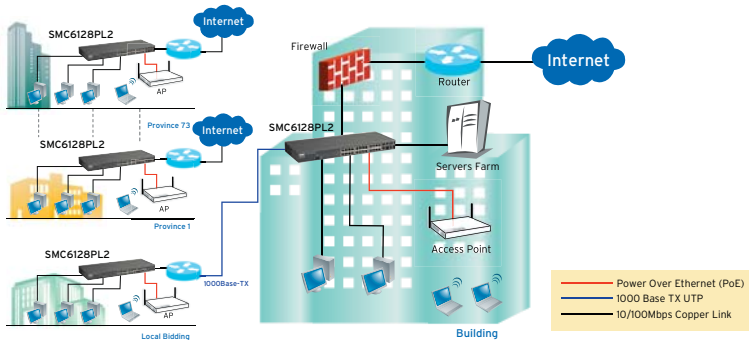 SMC6128PL2
Internet
AP
Province 73
SMC6128PL2
Internet
AP
Province 1
SMC6128PL2
1000Base-TX
AP
Local Bidding
Firewall
Router
Internet
SMC6128PL2
Servers Farm
Access Point
Building
Power Over Ethernet (PoE)
1000 Base TX UTP
10/100Mbps Copper Link